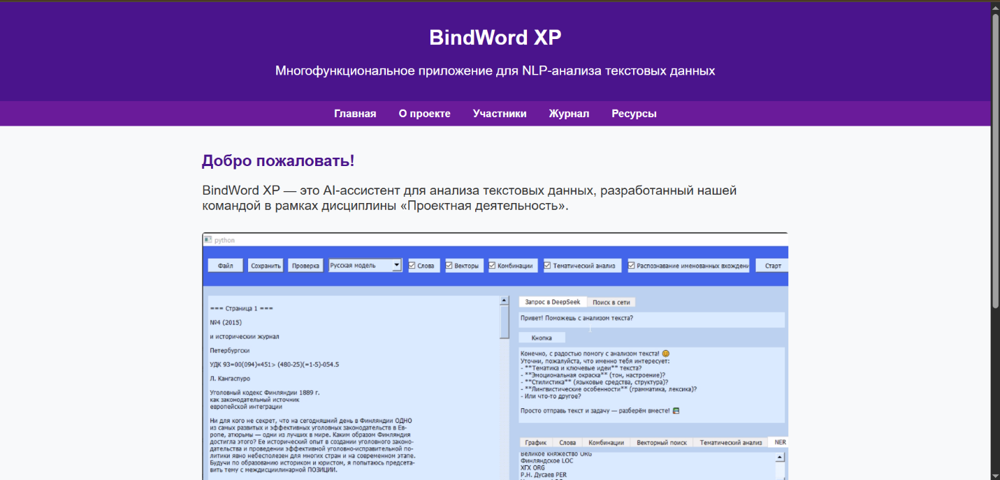 BindWord XP
Многофункциональное приложение для NLP-анализа текстовых данных
Главная О проекте Участники Журнал Ресурсы
Добро пожаловать!
BindWord XP — это AI-ассистент для анализа текстовых данных, разработанный нашей
командой в рамках дисциплины «Проектная деятельность».
python
Файл Сохранить Проверка Русская модель Слова Векторы Комбинации Тематический анализ Распознавание именованных вхождени Старт
=== Страница 1 ===
№4 (2015)
и исторически журнал
Петербургски
УДК 93=00(094)«451> (480-25)(=1-5)-054.5
Л. Кангаспуро
Уголовный кодекс Финляндии 1889 г.
как законодательный источник
европейской интеграции
Ни для кого не секрет, что на сегодняшний день в Финляндии ОДНО
из самых развитых и эффективных уголовных законодательств в Ев-
ропе, атюрьмы — одни из лучших в мире. Каким образом Финляндия
достигла этого? Ее исторический опыт в создании уголовного законо-
дательства и проведении эффективной уголовно-исправительной по-
литики явно небесполезен для многих стран и на современном этапе.
Будучи по образованию историком и юристом, я попытаюсь предсета-
вить тему с междисциилинарной ПОЗИЦИИ.
Запрос в DeepSeek Поиск в сети
Привет! Поможешь с анализом текста?
Кнопка
Конечно, с радостью помогу с анализом текста! 😊
Уточни, пожалуйста, что именно тебя интересует:
- **Тематика и ключевые идеи** текста?
- **Эмоциональная окраска** (тон, настроение)?
- **Стилистика** (языковые средства, структура)?
- **Лингвистические особенности** (грамматика, лексика)?
- Или что-то другое?
Просто отправь текст и задачу — разберём вместе! 📗
График Слова Комбинации Векторный поиск Тематический анализ NER
Великое княжество ORG
Финляндское LOC
ХГХ ORG
Р.Н. Дусаев PER